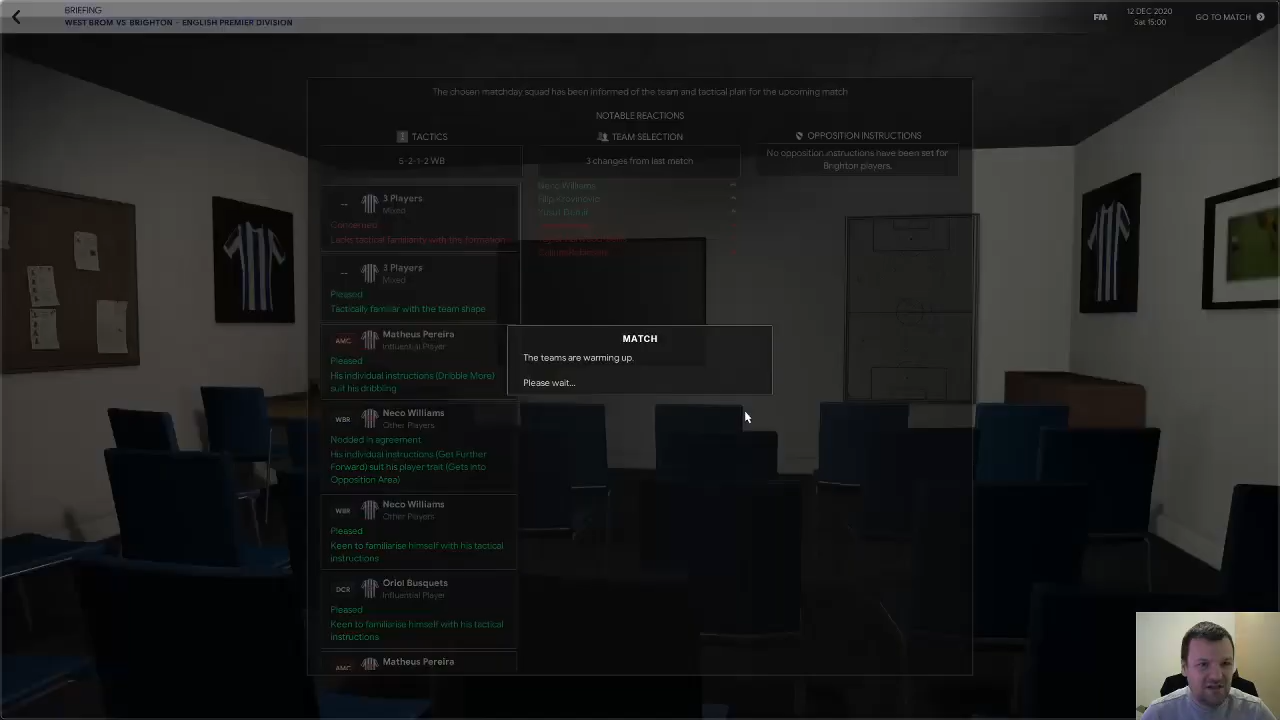 BRIEFING
WEST BROM VS BRIGHTON - ENGLISH PREMIER DIVISION
FM
12 DEC 2020
Sat 15:00
GO TO MATCH
The chosen matchday squad has been informed of the team and tactical plan for the upcoming match
NOTABLE REACTIONS
TACTICS
TEAM SELECTION
OPPOSITION INSTRUCTIONS
5-2-1-2 WB
3 changes from last match
No opposition instructions have been set for
Brighton players.
Neco Williams
Filip Krovinovic
--
3 Players
Mixed
Concerned
Lacks tactical familiarity with this formation
--
3 Players
Mixed
Pleased
Tactically familiar with the team shape
AMC
Matheus Pereira
Influential Player
Pleased
His individual instructions (Dribble More)
suit his dribbling
MATCH
The teams are warming up.
Please wait...
WBR
Neco Williams
Other Players
Nodded in agreement
His individual instructions (Get Further
Forward) suit his player trait (Gets Into
Opposition Area)
WBR
Neco Williams
Other Players
Pleased
Keen to familiarise himself with his tactical
instructions
DCR
Oriol Busquets
Influential Player
Pleased
Keen to familiarise himself with his tactical
instructions
AMC
Matheus Pereira